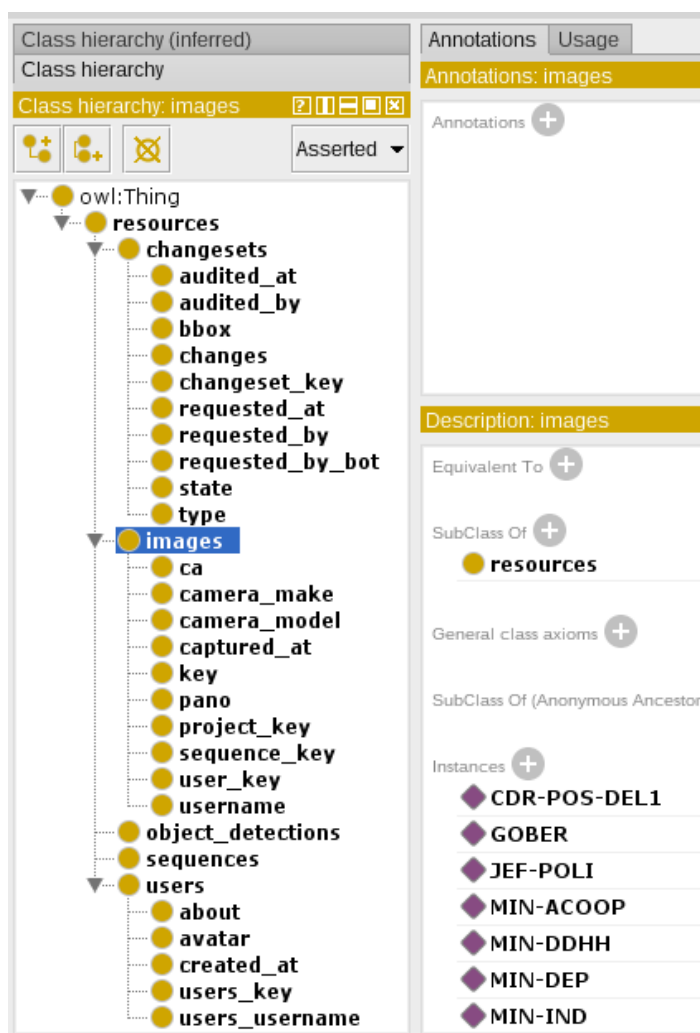 Class hierarchy (inferred)
Class hierarchy
Class hierarchy: images
Asserted
owl:Thing
resources
changesets
audited_at
audited_by
bbox
changes
changeset_key
requested_at
requested_by
requested_by_bot
state
type
images
ca
camera_make
camera_model
captured_at
key
pano
project_key
sequence_key
user_key
username
object_detections
sequences
users
about
avatar
created_at
users_key
users_username
Annotations Usage
Annotations: images
Annotations
Description: images
Equivalent To
SubClass Of
resources
General class axioms
SubClass Of (Anonymous Ancestor
Instances
CDR-POS-DEL1
GOBER
JEF-POLI
MIN-ACOOP
MIN-DDHH
MIN-DEP
MIN-IND